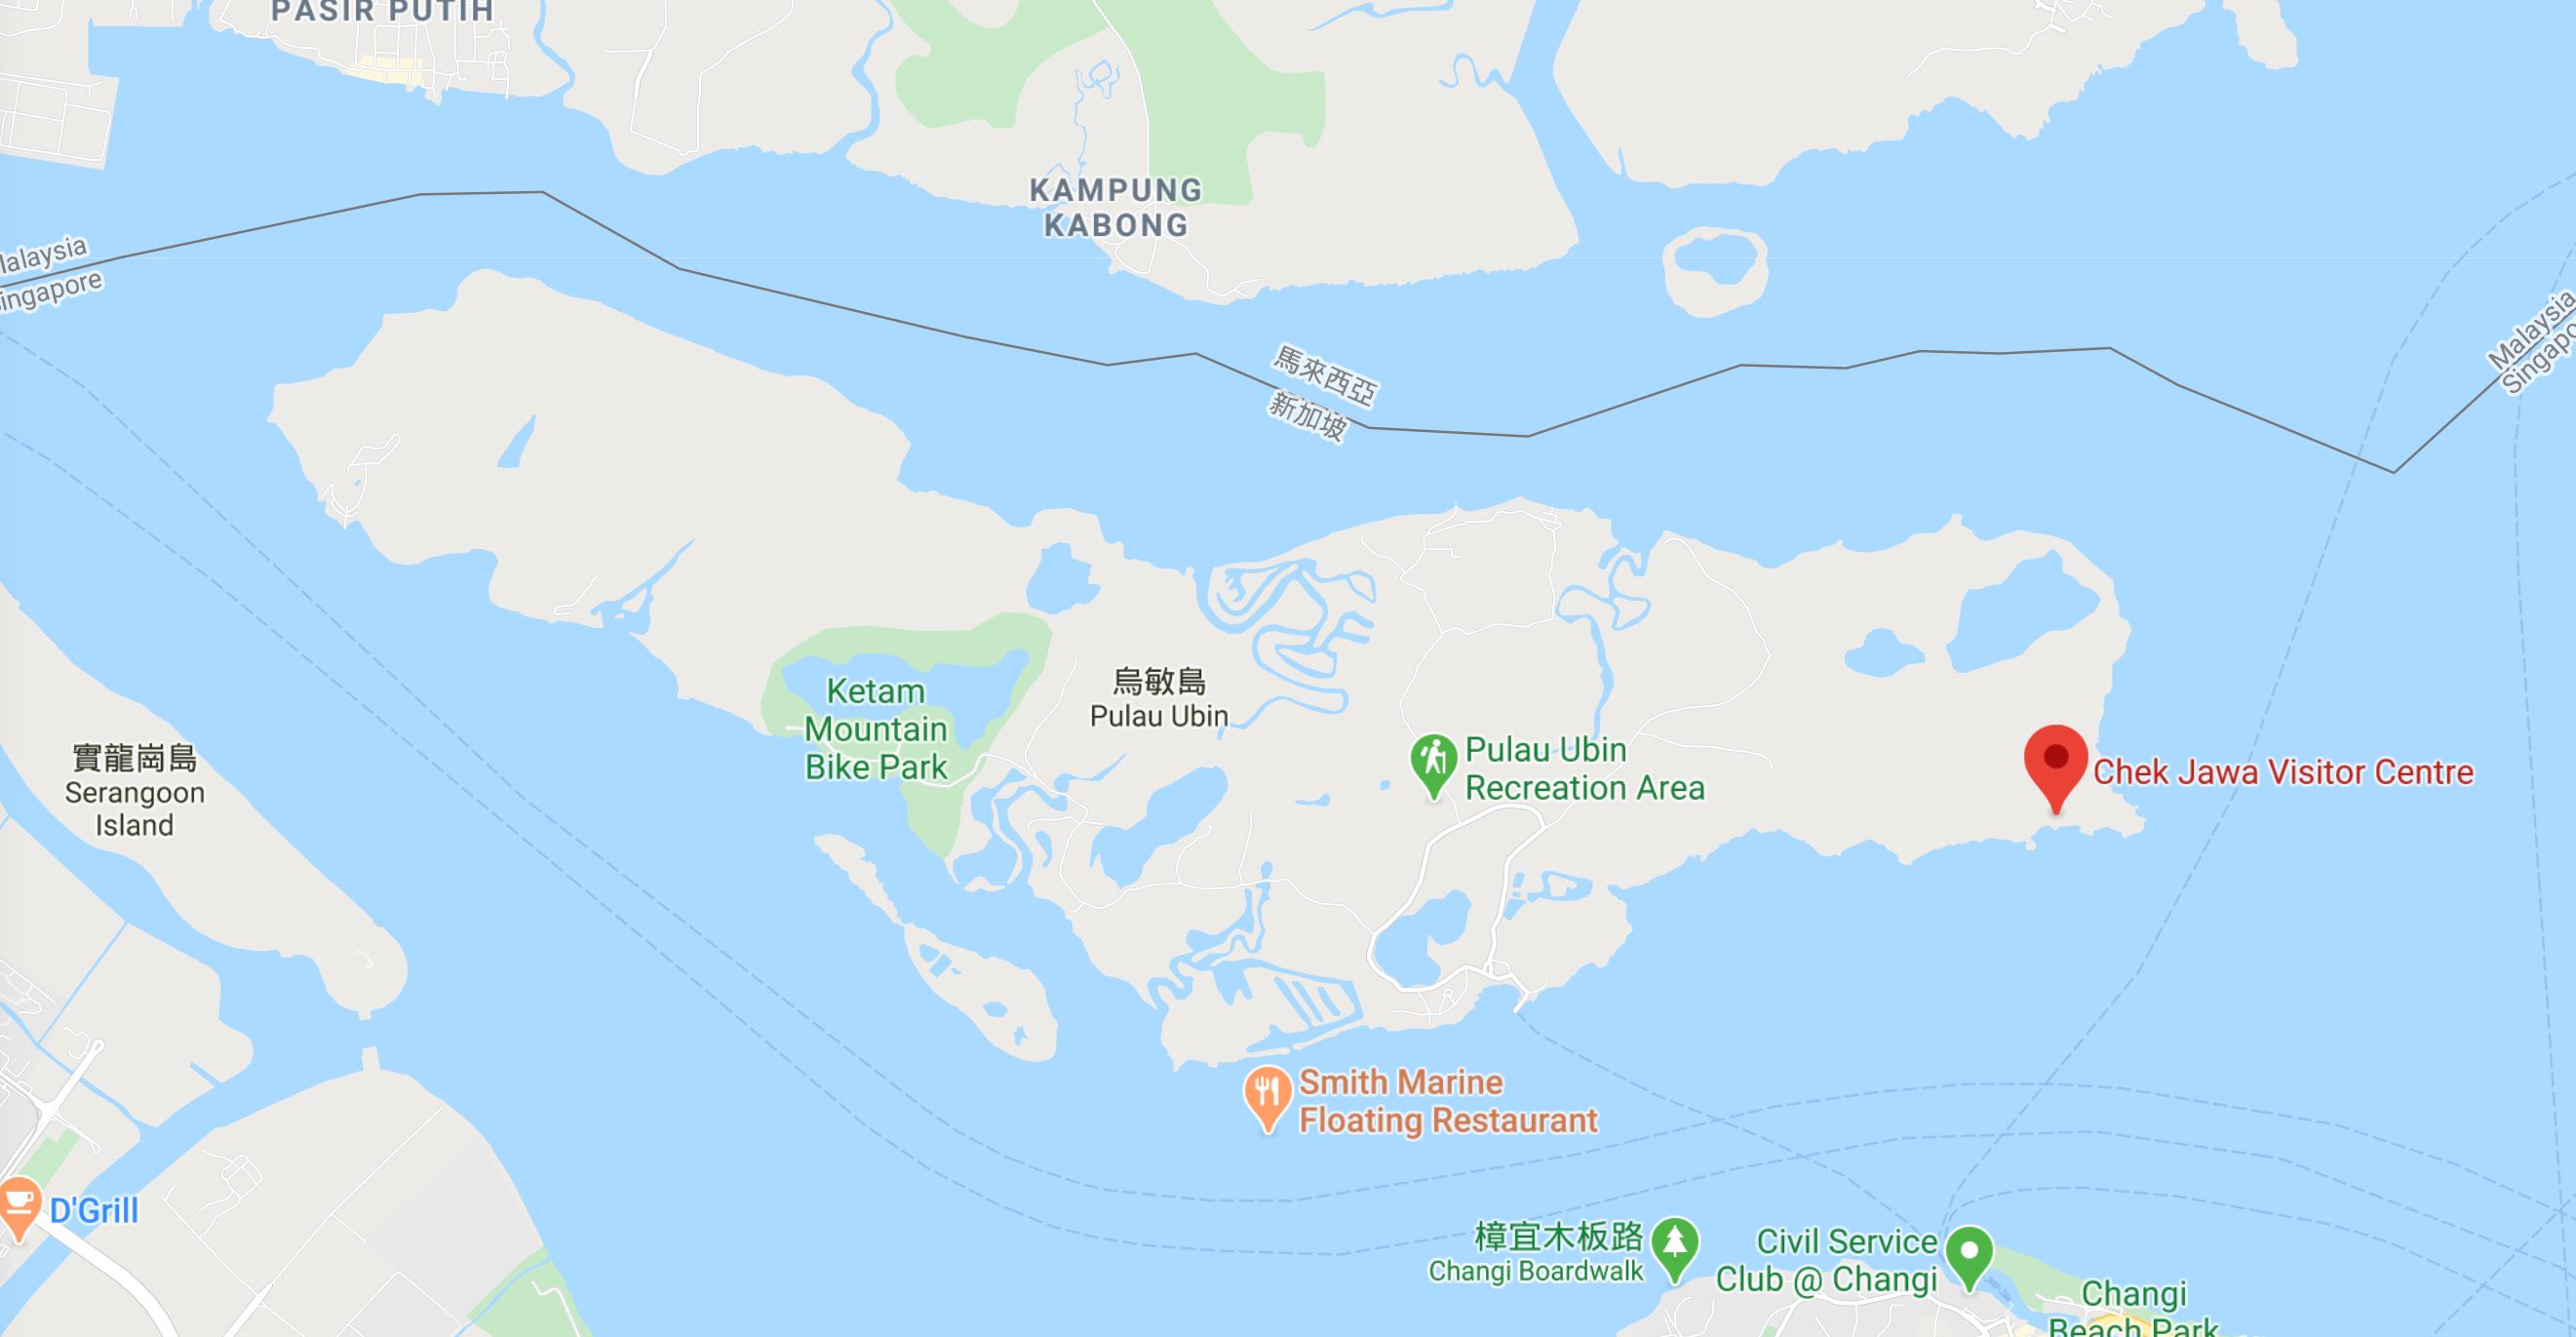 PASIR PUTIH
KAMPUNG
KABONG
Malaysia
Singapore
馬來西亞
新加坡
Malaysia
Ketam
Mountain
Bike Park
烏敏島
Pulau Ubin
Pulau Ubin
Recreation Area
Chek Jawa Visitor Centre
實龍崗島
Serangoon
Island
Smith Marine
Floating Restaurant
D'Grill
樟宜木板路
Changi Boardwalk
Civil Service
Club @ Changi
Changi
Beach Park